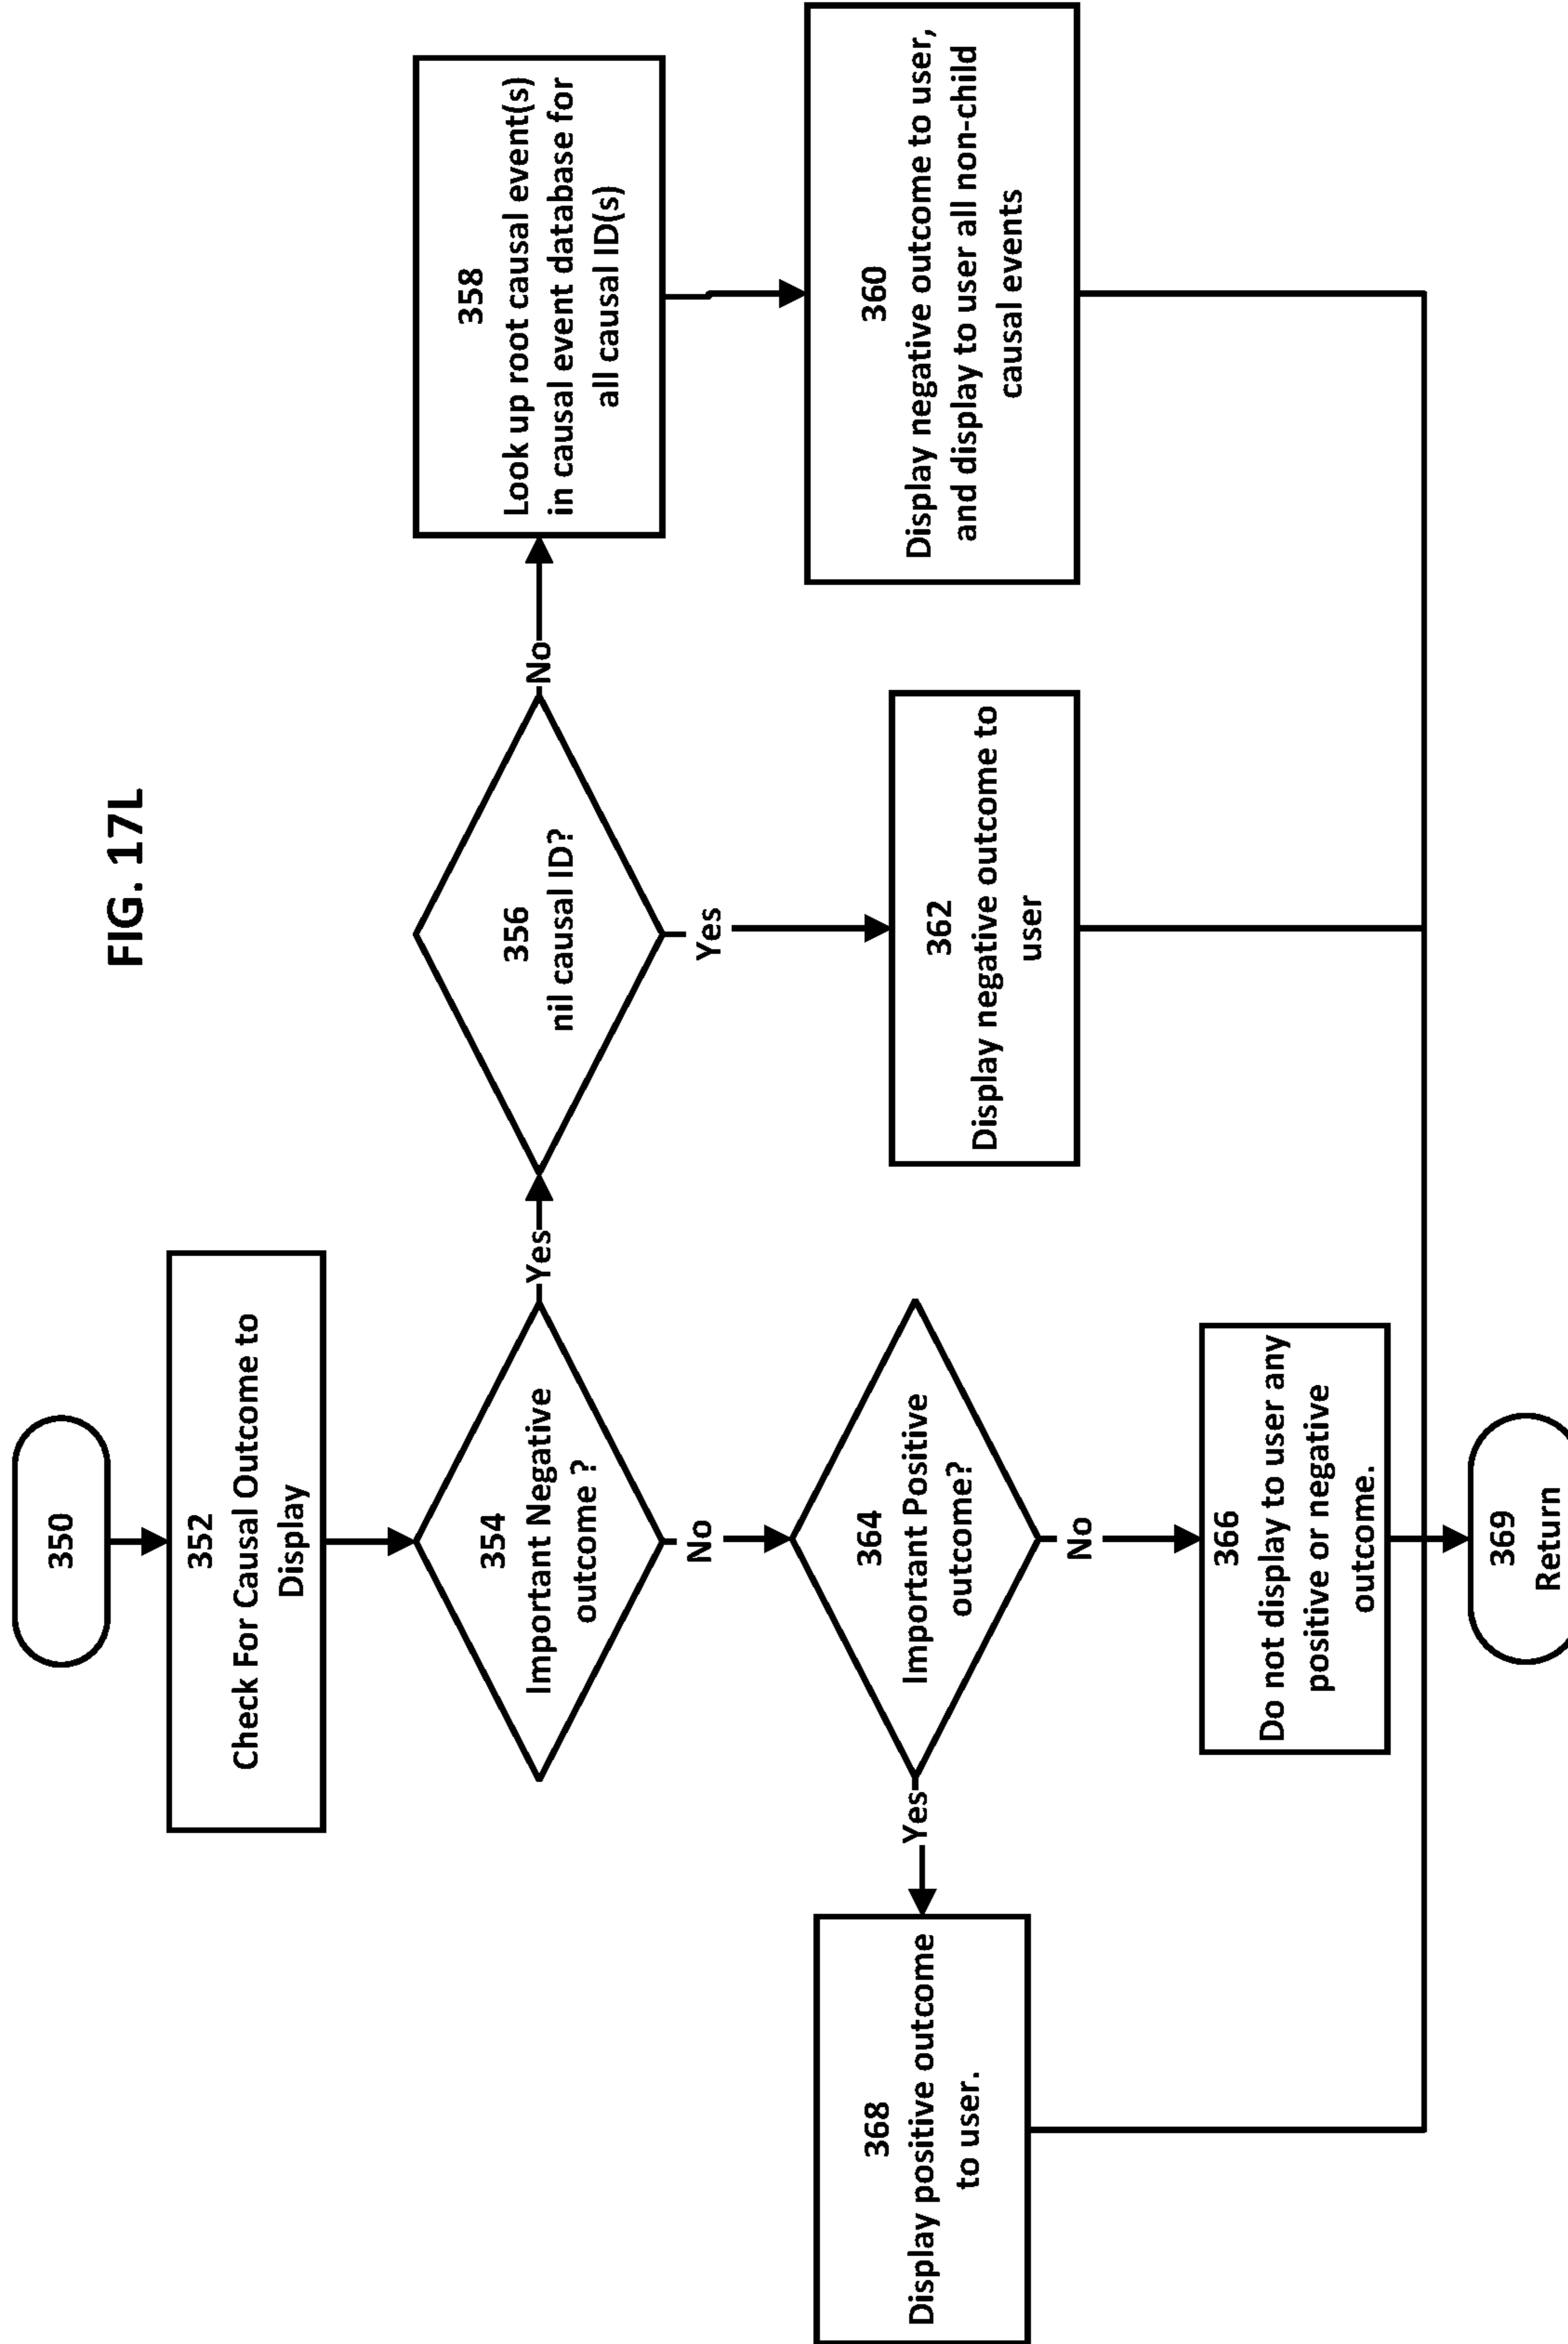 FIG. 17L
350
352
Check For Causal Outcome to
Display
354
Important Negative
outcome ?
Yes
No
356
nil causal ID?
No
Yes
358
Look up root causal event(s)
in causal event database for
all causal ID(s)
360
Display negative outcome to user,
and display to user all non-child
causal events
362
Display negative outcome to
user
364
Important Positive
outcome?
Yes
No
368
Display positive outcome
to user.
366
Do not display to user any
positive or negative
outcome.
369
Return